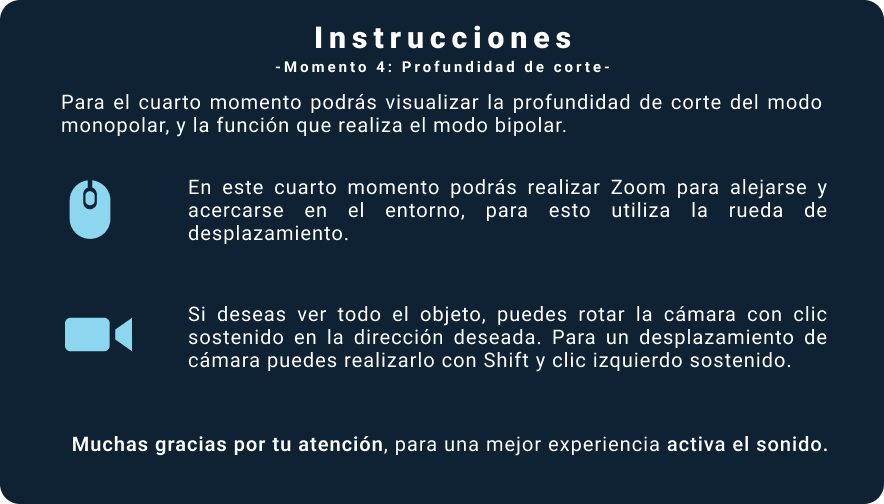 Instrucciones
-Momento 4: Profundidad de corte-
Para el cuarto momento podrás visualizar la profundidad de corte del modo
monopolar, y la función que realiza el modo bipolar.
En este cuarto momento podrás realizar Zoom para alejarse y
acercarse en el entorno, para esto utiliza la rueda de
desplazamiento.
Si deseas ver todo el objeto, puedes rotar la cámara con clic
sostenido en la dirección deseada. Para un desplazamiento de
cámara puedes realizarlo con Shift y clic izquierdo sostenido.
Muchas gracias por tu atención, para una mejor experiencia activa el sonido.